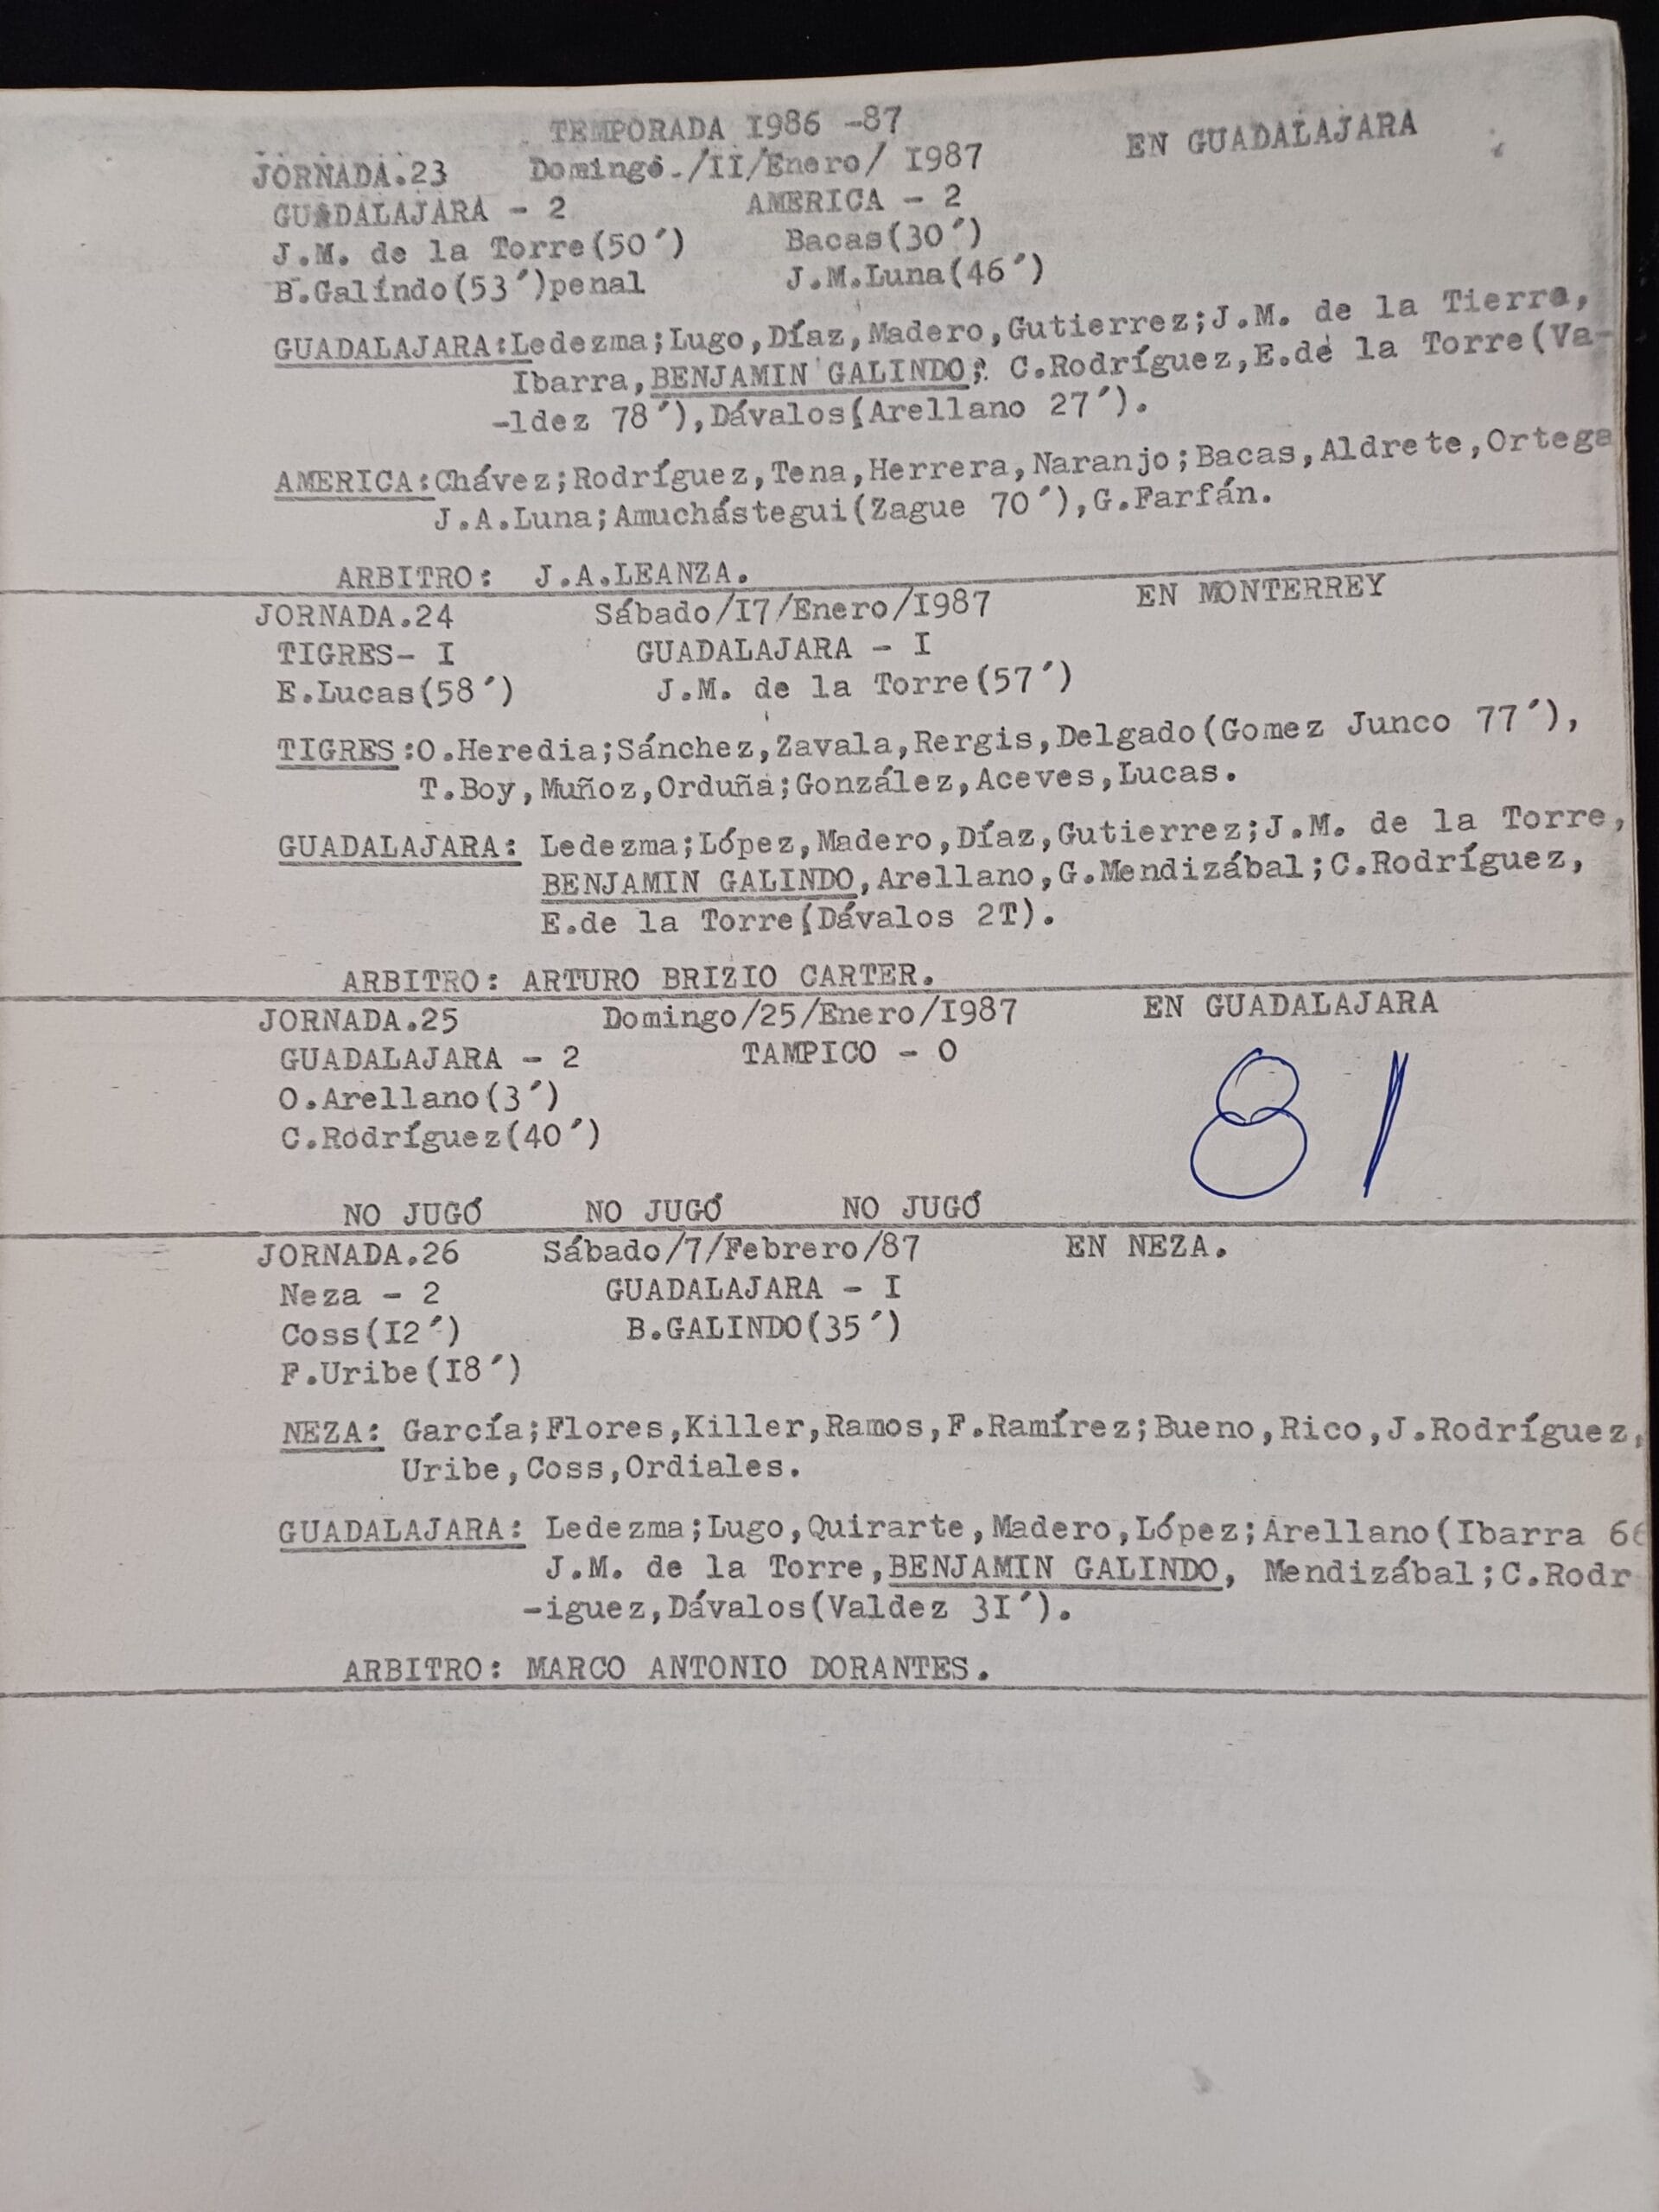 TEMPORADA I986 -87
EN GUADALAJARA
JORNADA.23 Domingo./II/Enero/ I987
GUADALAJARA - 2 AMERICA - 2
J.M. de la Torre(50´) Bacas(30´)
B.Galíndo(53´)penal J.M.Luna(46´)
GUADALAJARA:Ledezma;Lugo,Díaz,Madero,Gutierrez;J.M. de la Tierra,
Ibarra,BENJAMIN GALINDO; C.Rodríguez,E.de la Torre(Va-
-ldez 78´),Dávalos(Arellano 27´).
AMERICA:Chávez;Rodríguez,Tena,Herrera,Naranjo;Bacas,Aldrete,Ortega
J.A.Luna;Amuchástegui(Zague 70´),G.Farfán.
ARBITRO: J.A.LEANZA.
JORNADA.24 Sábado/I7/Enero/I987 EN MONTERREY
TIGRES- I GUADALAJARA - I
E.Lucas(58´) J.M. de la Torre(57´)
TIGRES:O.Heredia;Sánchez,Zavala,Rergis,Delgado(Gomez Junco 77´),
T.Boy,Muñoz,Orduña;González,Aceves,Lucas.
GUADALAJARA: Ledezma;López,Madero,Díaz,Gutierrez;J.M. de la Torre,
BENJAMIN GALINDO,Arellano,G.Mendizábal;C.Rodríguez,
E.de la Torre(Dávalos 2T).
ARBITRO: ARTURO BRIZIO CARTER.
JORNADA.25 Domingo/25/Enero/I987 EN GUADALAJARA
GUADALAJARA - 2 TAMPICO - 0
O.Arellano(3´)
C.Rodríguez(40´)
81
NO JUGÓ NO JUGÓ NO JUGÓ
JORNADA.26 Sábado/7/Febrero/87 EN NEZA.
Neza - 2 GUADALAJARA - I
Coss(I2´) B.GALINDO(35´)
F.Uribe(I8´)
NEZA: García;Flores,Killer,Ramos,F.Ramírez;Bueno,Rico,J.Rodríguez,
Uribe,Coss,Ordiales.
GUADALAJARA: Ledezma;Lugo,Quirarte,Madero,López;Arellano(Ibarra 66
J.M. de la Torre,BENJAMIN GALINDO, Mendizábal;C.Rodr
-iguez,Dávalos(Valdez 3I´).
ARBITRO: MARCO ANTONIO DORANTES.